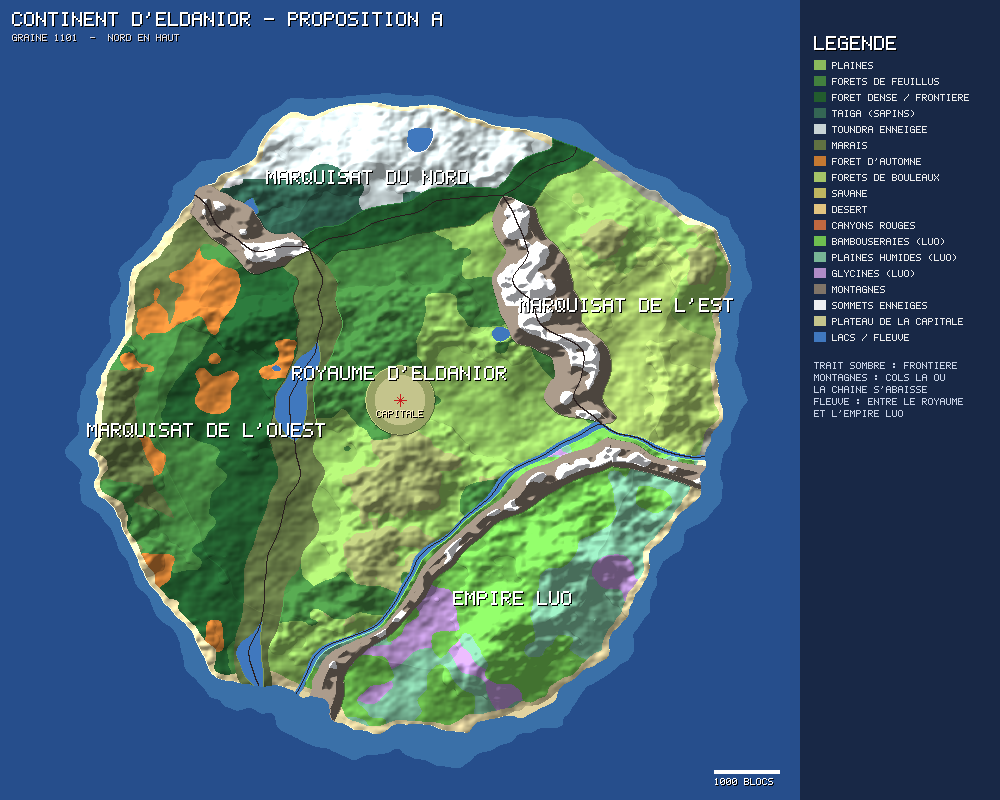 CONTINENT D'ELDANIOR - PROPOSITION A
GRAINE 1101 - NORD EN HAUT
MARQUISAT DU NORD
MARQUISAT DE L'EST
ROYAUME D'ELDANIOR
CAPITALE
MARQUISAT DE L'OUEST
EMPIRE LUO
LEGENDE
PLAINES
FORETS DE FEUILLUS
FORET DENSE / FRONTIERE
TAIGA (SAPINS)
TOUNDRA ENNEIGEE
MARAIS
FORET D'AUTOMNE
FORETS DE BOULEAUX
SAVANE
DESERT
CANYONS ROUGES
BAMBOUSERAIES (LUO)
PLAINES HUMIDES (LUO)
GLYCINES (LUO)
MONTAGNES
SOMMETS ENNEIGES
PLATEAU DE LA CAPITALE
LACS / FLEUVE
TRAIT SOMBRE : FRONTIERE
MONTAGNES : COLS LA OU
LA CHAINE S'ABAISSE
FLEUVE : ENTRE LE ROYAUME
ET L'EMPIRE LUO
1000 BLOCS